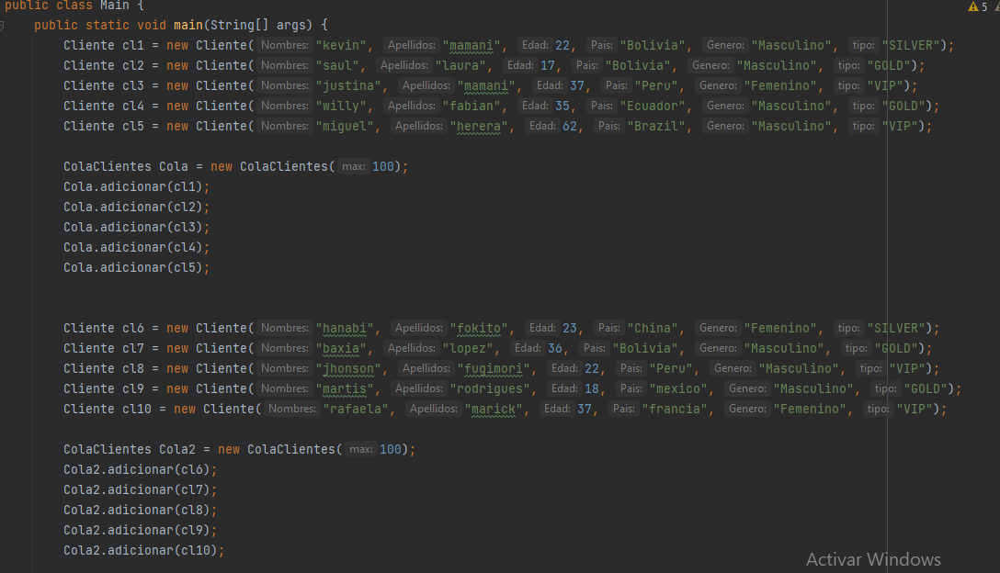 public class Main {
⚠ 5
public static void main(String[] args) {
Cliente cl1 = new Cliente( Nombres: "kevin", Apellidos: "mamani", Edad: 22, Pais: "Bolivia", Genero: "Masculino", tipo: "SILVER");
Cliente cl2 = new Cliente( Nombres: "saul", Apellidos: "laura", Edad: 17, Pais: "Bolivia", Genero: "Masculino", tipo: "GOLD");
Cliente cl3 = new Cliente( Nombres: "justina", Apellidos: "mamani", Edad: 37, Pais: "Peru", Genero: "Femenino", tipo: "VIP");
Cliente cl4 = new Cliente( Nombres: "willy", Apellidos: "fabian", Edad: 35, Pais: "Ecuador", Genero: "Masculino", tipo: "GOLD");
Cliente cl5 = new Cliente( Nombres: "miguel", Apellidos: "herera", Edad: 62, Pais: "Brazil", Genero: "Masculino", tipo: "VIP");
ColaClientes Cola = new ColaClientes( max: 100);
Cola.adicionar(cl1);
Cola.adicionar(cl2);
Cola.adicionar(cl3);
Cola.adicionar(cl4);
Cola.adicionar(cl5);
Cliente cl6 = new Cliente( Nombres: "hanabi", Apellidos: "fokito", Edad: 23, Pais: "China", Genero: "Femenino", tipo: "SILVER");
Cliente cl7 = new Cliente( Nombres: "baxia", Apellidos: "lopez", Edad: 36, Pais: "Bolivia", Genero: "Masculino", tipo: "GOLD");
Cliente cl8 = new Cliente( Nombres: "jhonson", Apellidos: "fugimori", Edad: 22, Pais: "Peru", Genero: "Masculino", tipo: "VIP");
Cliente cl9 = new Cliente( Nombres: "martis", Apellidos: "rodrigues", Edad: 18, Pais: "mexico", Genero: "Masculino", tipo: "GOLD");
Cliente cl10 = new Cliente( Nombres: "rafaela", Apellidos: "marick", Edad: 37, Pais: "francia", Genero: "Femenino", tipo: "VIP");
ColaClientes Cola2 = new ColaClientes( max: 100);
Cola2.adicionar(cl6);
Cola2.adicionar(cl7);
Cola2.adicionar(cl8);
Cola2.adicionar(cl9);
Cola2.adicionar(cl10);
Activar Windows